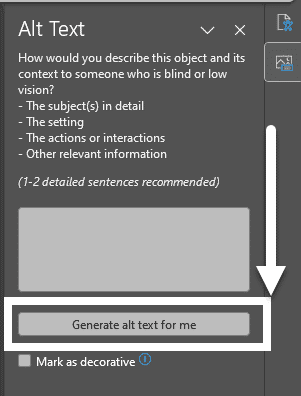 Alt Text
How would you describe this object and its
context to someone who is blind or low
vision?
- The subject(s) in detail
- The setting
- The actions or interactions
- Other relevant information
(1-2 detailed sentences recommended)
Generate alt text for me
Mark as decorative